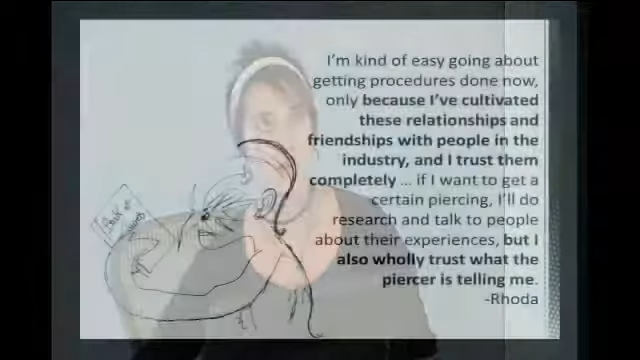 I'm kind of easy going about
getting procedures done now,
only because I've cultivated
these relationships and
friendships with people in the
industry, and I trust them
completely ... if I want to get a
certain piercing, I'll do
research and talk to people
about their experiences, but I
also wholly trust what the
piercer is telling me.
-Rhoda